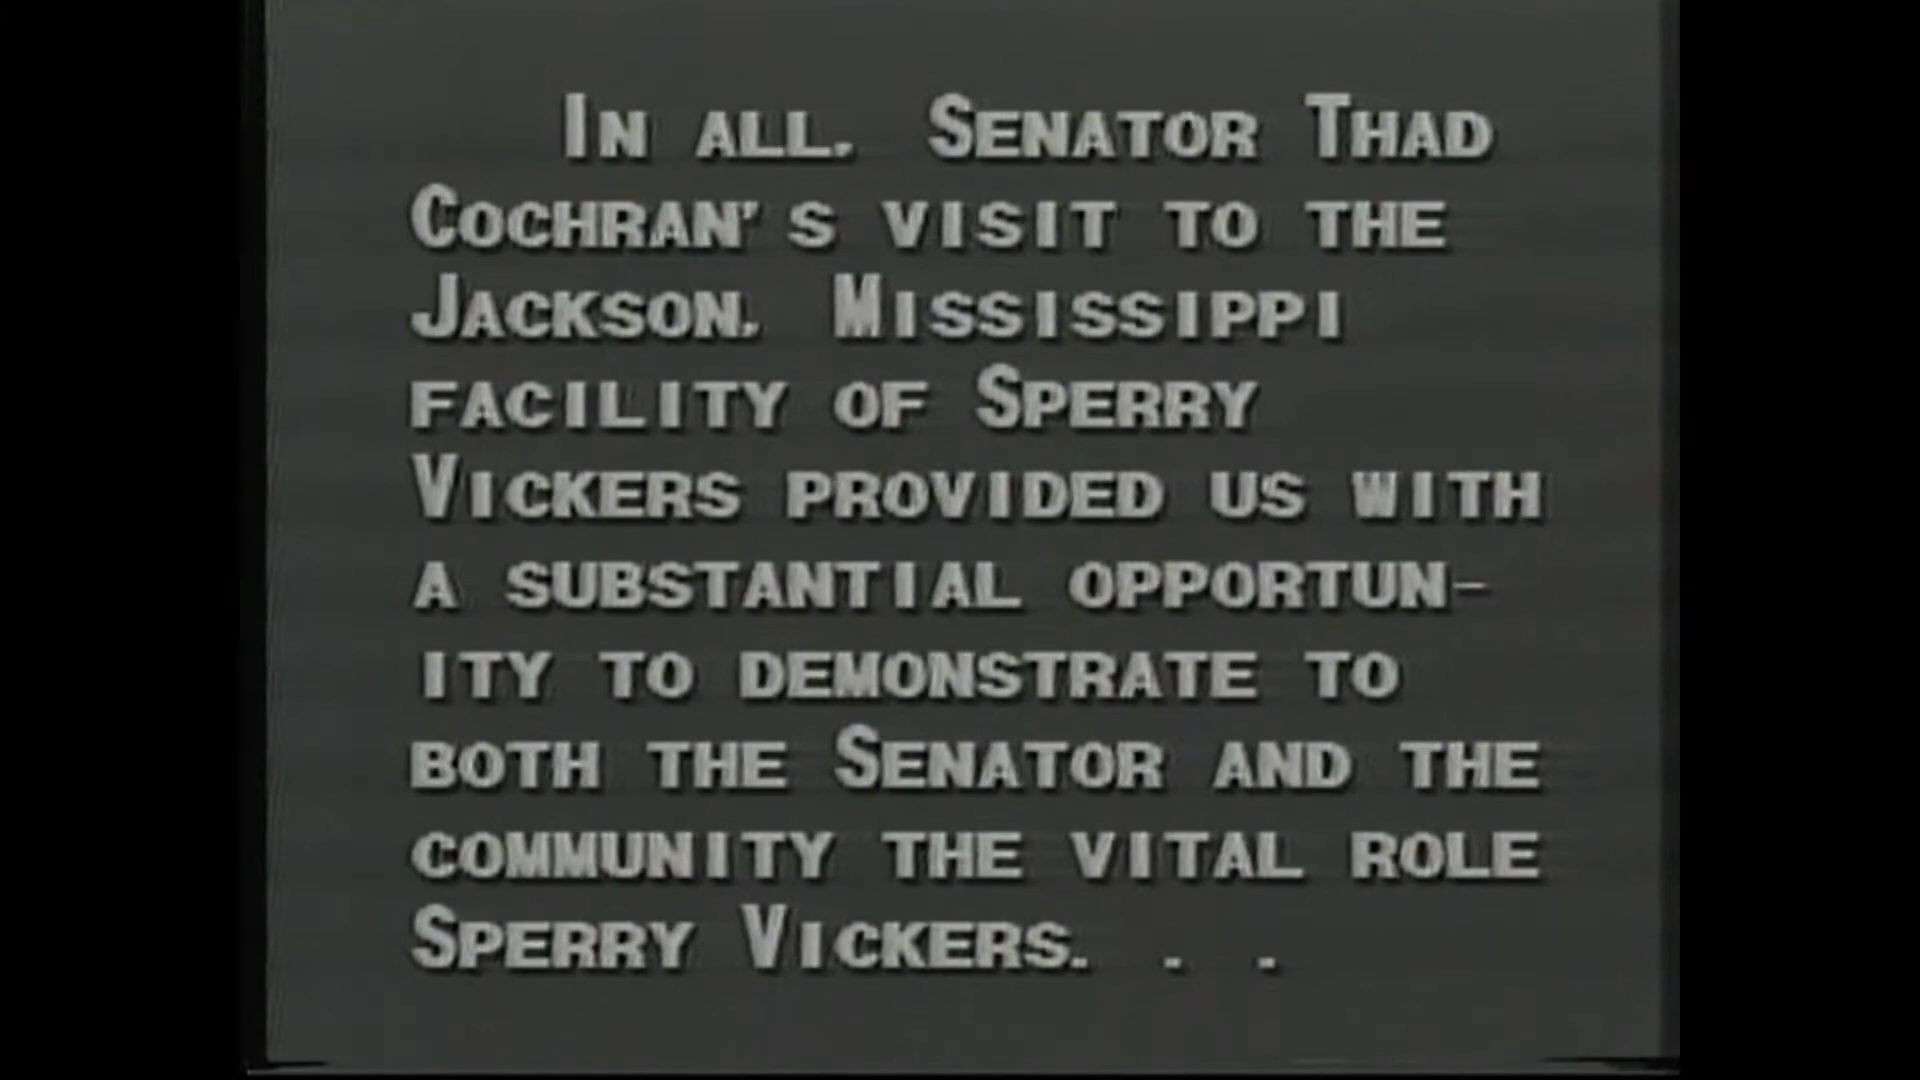 In all, Senator Thad
Cochran's visit to the
Jackson, Mississippi
facility of Sperry
Vickers provided us with
a substantial opportun-
ity to demonstrate to
both the Senator and the
community the vital role
Sperry Vickers. . .